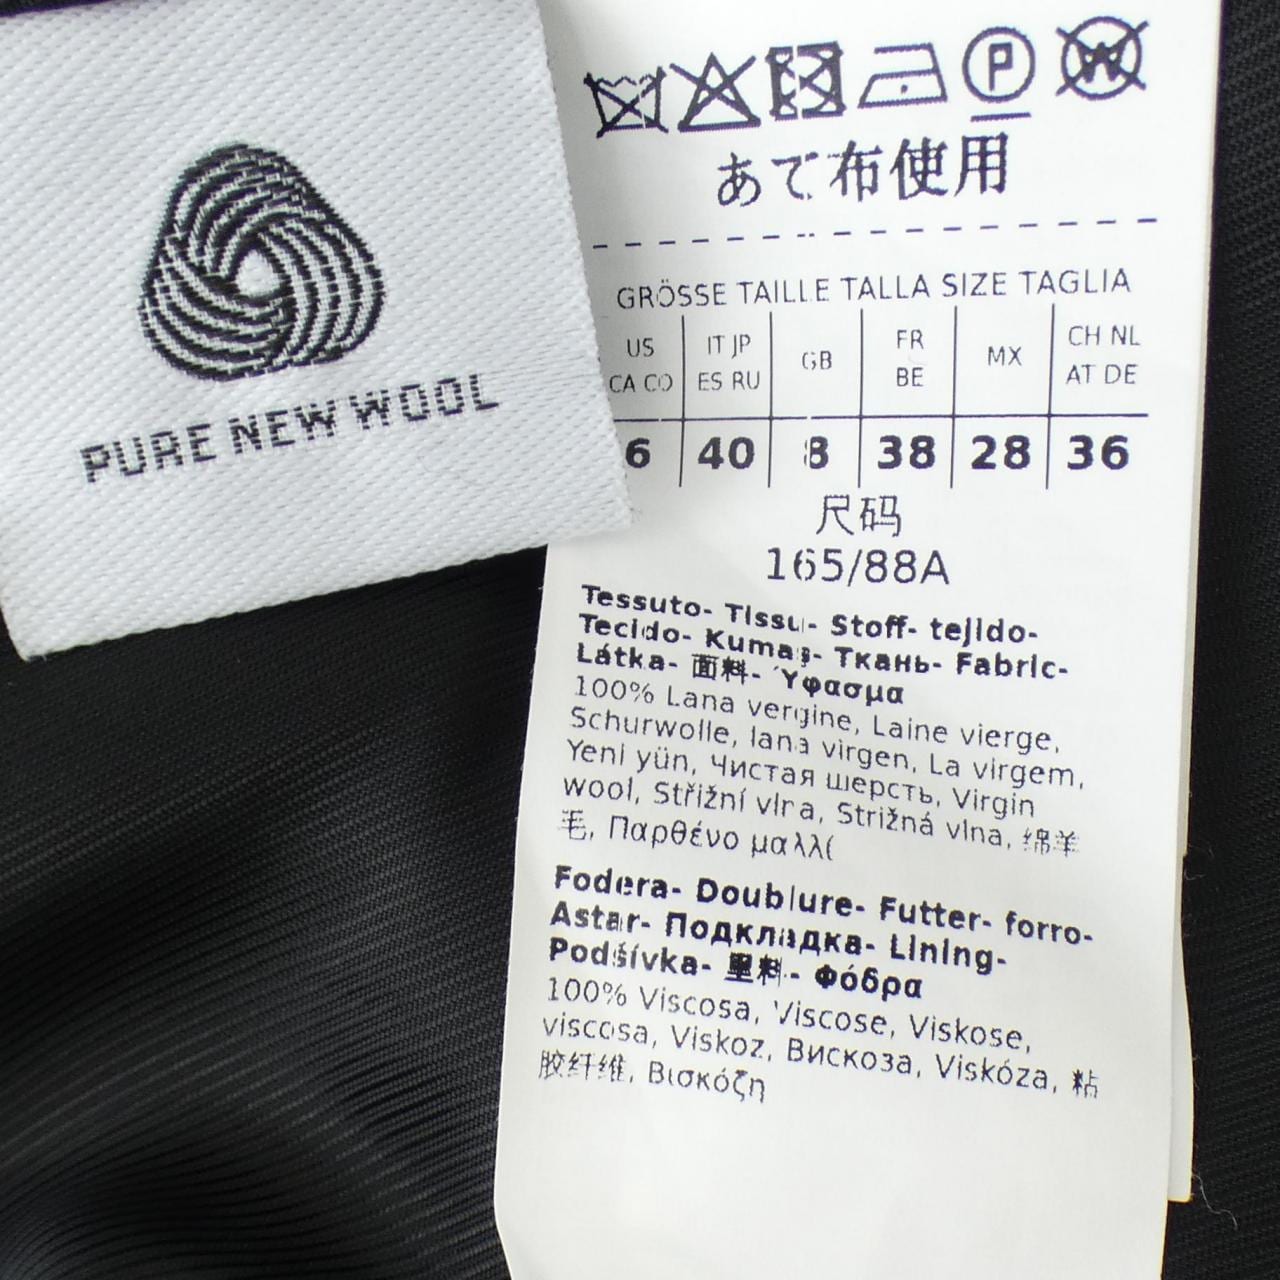 PURE NEW WOOL
P
W
あて布使用
GRÖSSE TAILLE TALLA SIZE TAGLIA
US CA CO
IT JP ES RU
GB
FR BE
MX
CH NL AT DE
6 40 8 38 28 36
尺码
165/88A
Tessuto- Tissu- Stoff- tejido-
Tecido- Kumaş- Ткань- Fabric-
Látka- 面料- Ύφασμα
100% Lana vergine, Laine vierge,
Schurwolle, lana virgen, La virgem,
Yeni yün, Чистая шерсть, Virgin
wool, Střižní vlna, Strižná vlna, 绵羊
毛, Παρθένο μαλλί
Fodera- Doublure- Futter- forro-
Astar- Подкладка- Lining-
Podšívka- 里料- Φόδρα
100% Viscosa, Viscose, Viskose,
viscosa, Viskoz, Вискоза, Viskóza, 粘
胶纤维, Βισκόζη